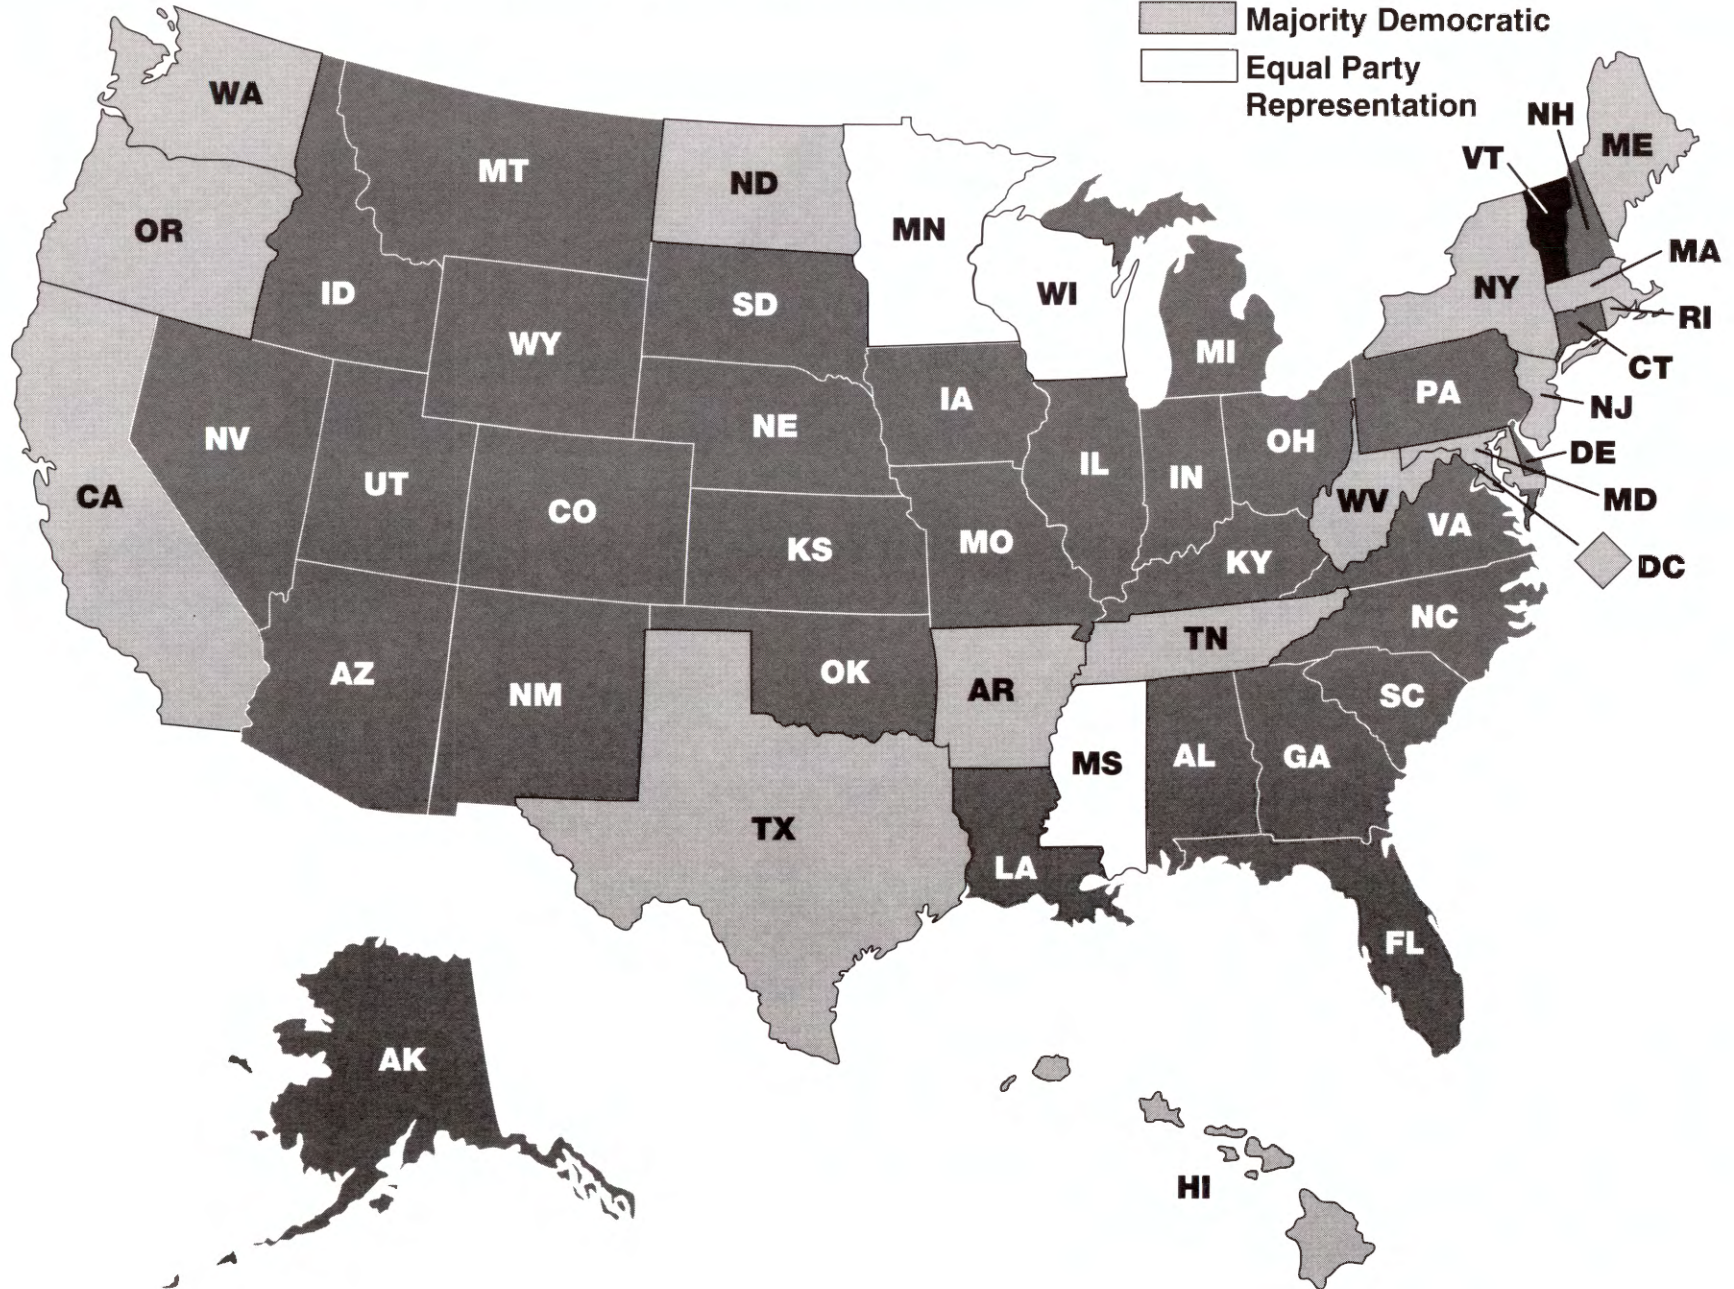 Majority Democratic
Equal Party
Representation
WA
MT
ND
MN
OR
ID
SD
WI
WY
MI
NH
ME
VT
MA
NY
RI
CT
PA
NJ
IA
NE
NV
UT
CO
IL
IN
OH
DE
MD
CA
WV
VA
KS
MO
KY
DC
NC
TN
AZ
NM
OK
AR
SC
MS
AL
GA
TX
LA
FL
AK
HI